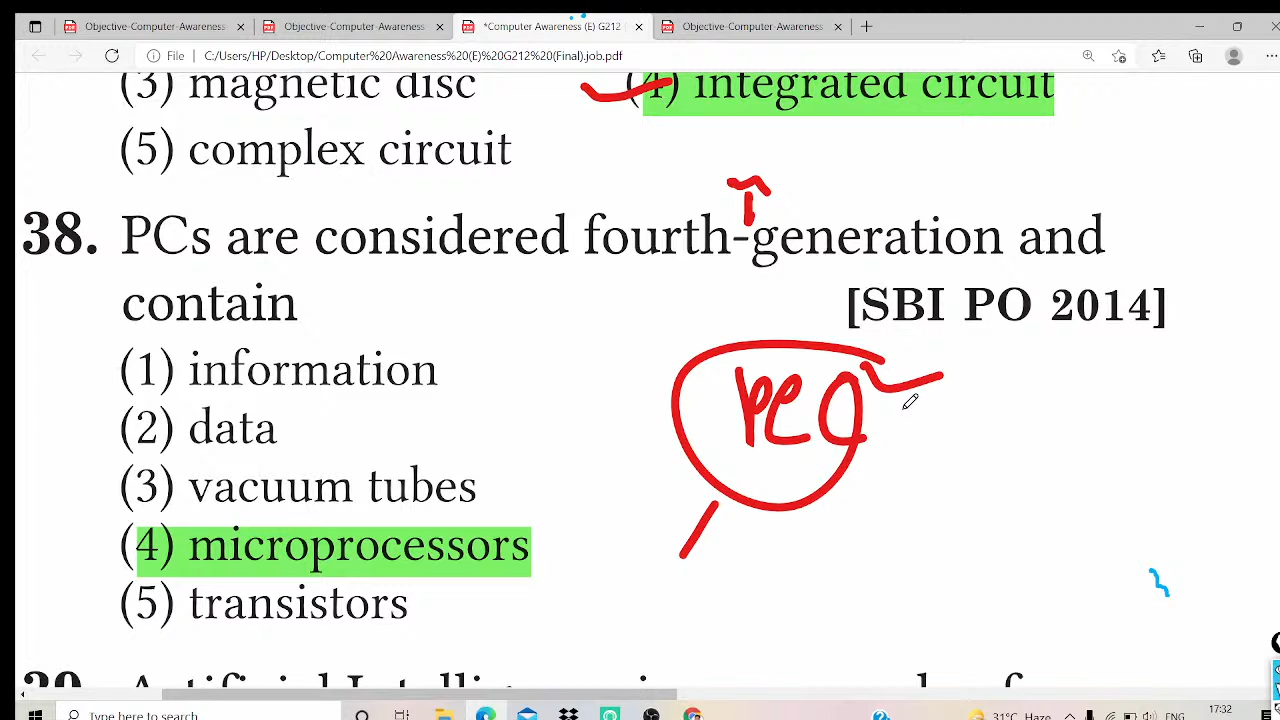 Objective-Computer-Awareness
Objective-Computer-Awareness
*Computer Awareness (E) G212
Objective-Computer-Awareness
File
C:/Users/HP/Desktop/Computer%20Awareness%20(E)%20G212%20(Final).job.pdf
(3) magnetic disc (4) integrated circuit
(5) complex circuit
38. PCs are considered fourth-generation and
contain [SBI PO 2014]
(1) information
(2) data
(3) vacuum tubes
(4) microprocessors
(5) transistors
Type here to search
31°C Haze
ENG
17:32